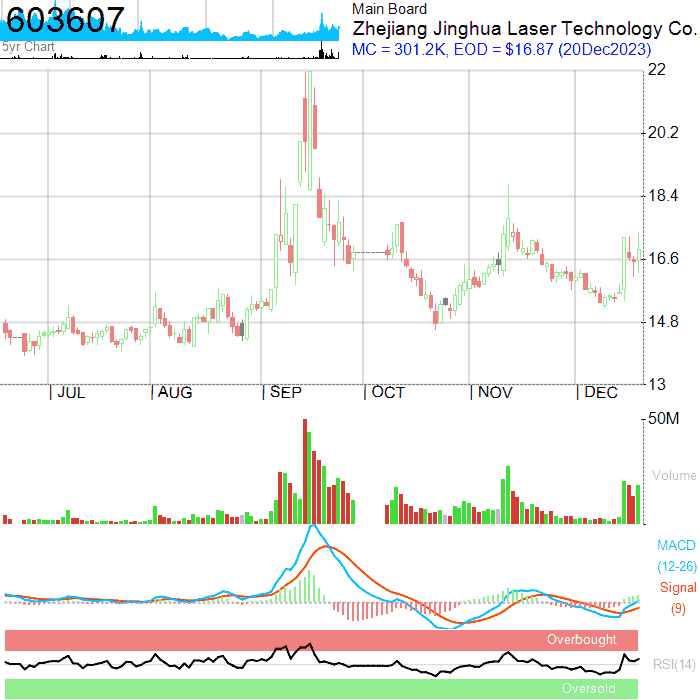 603607
5yr Chart
Main Board
Zhejiang Jinghua Laser Technology Co.
MC = 301.2K, EOD = $16.87 (20Dec2023)
22
20.2
18.4
16.6
14.8
13
JUL AUG SEP OCT NOV DEC
50M
Volume
MACD
(12-26)
Signal
(9)
Overbought
RSI(14)
Oversold